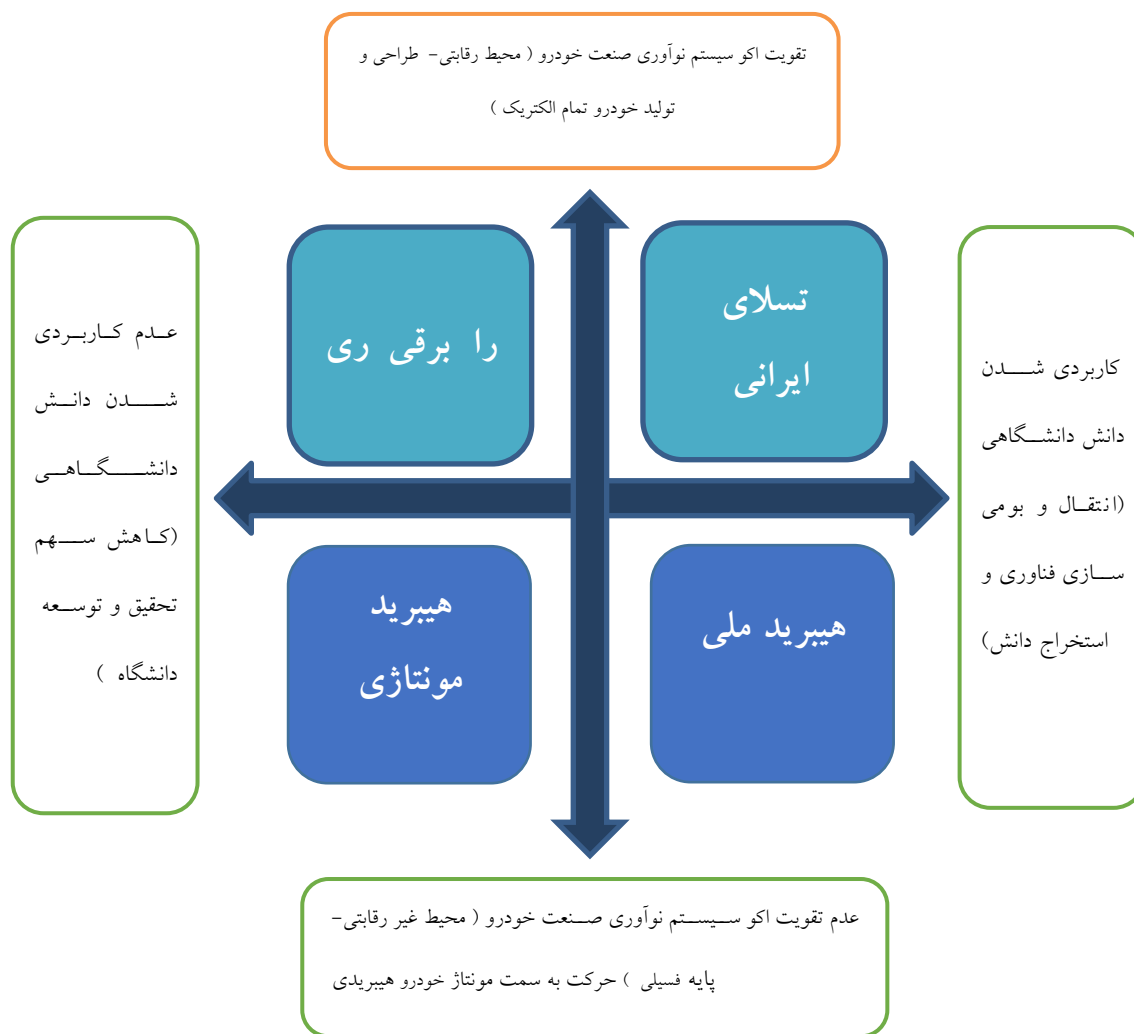 تقویت اکو سیستم نوآوری صنعت خودرو ( محیط رقابتی- طراحی و
تولید خودرو تمام الکتریک )
تسلای
ایرانی
را برقی ری
کاربردی شدن
دانش دانشگاهی
(انتقال و بومی
سازی فناوری و
استخراج دانش)
عدم کاربردی
شدن دانش
دانشگاهی
(کاهش سهم
تحقیق و توسعه
دانشگاه )
هیبرید ملی
هیبرید
مونتاژی
عدم تقویت اکو سیستم نوآوری صنعت خودرو ( محیط غیر رقابتی-
پایه فسیلی ) حرکت به سمت مونتاژ خودرو هیبریدی